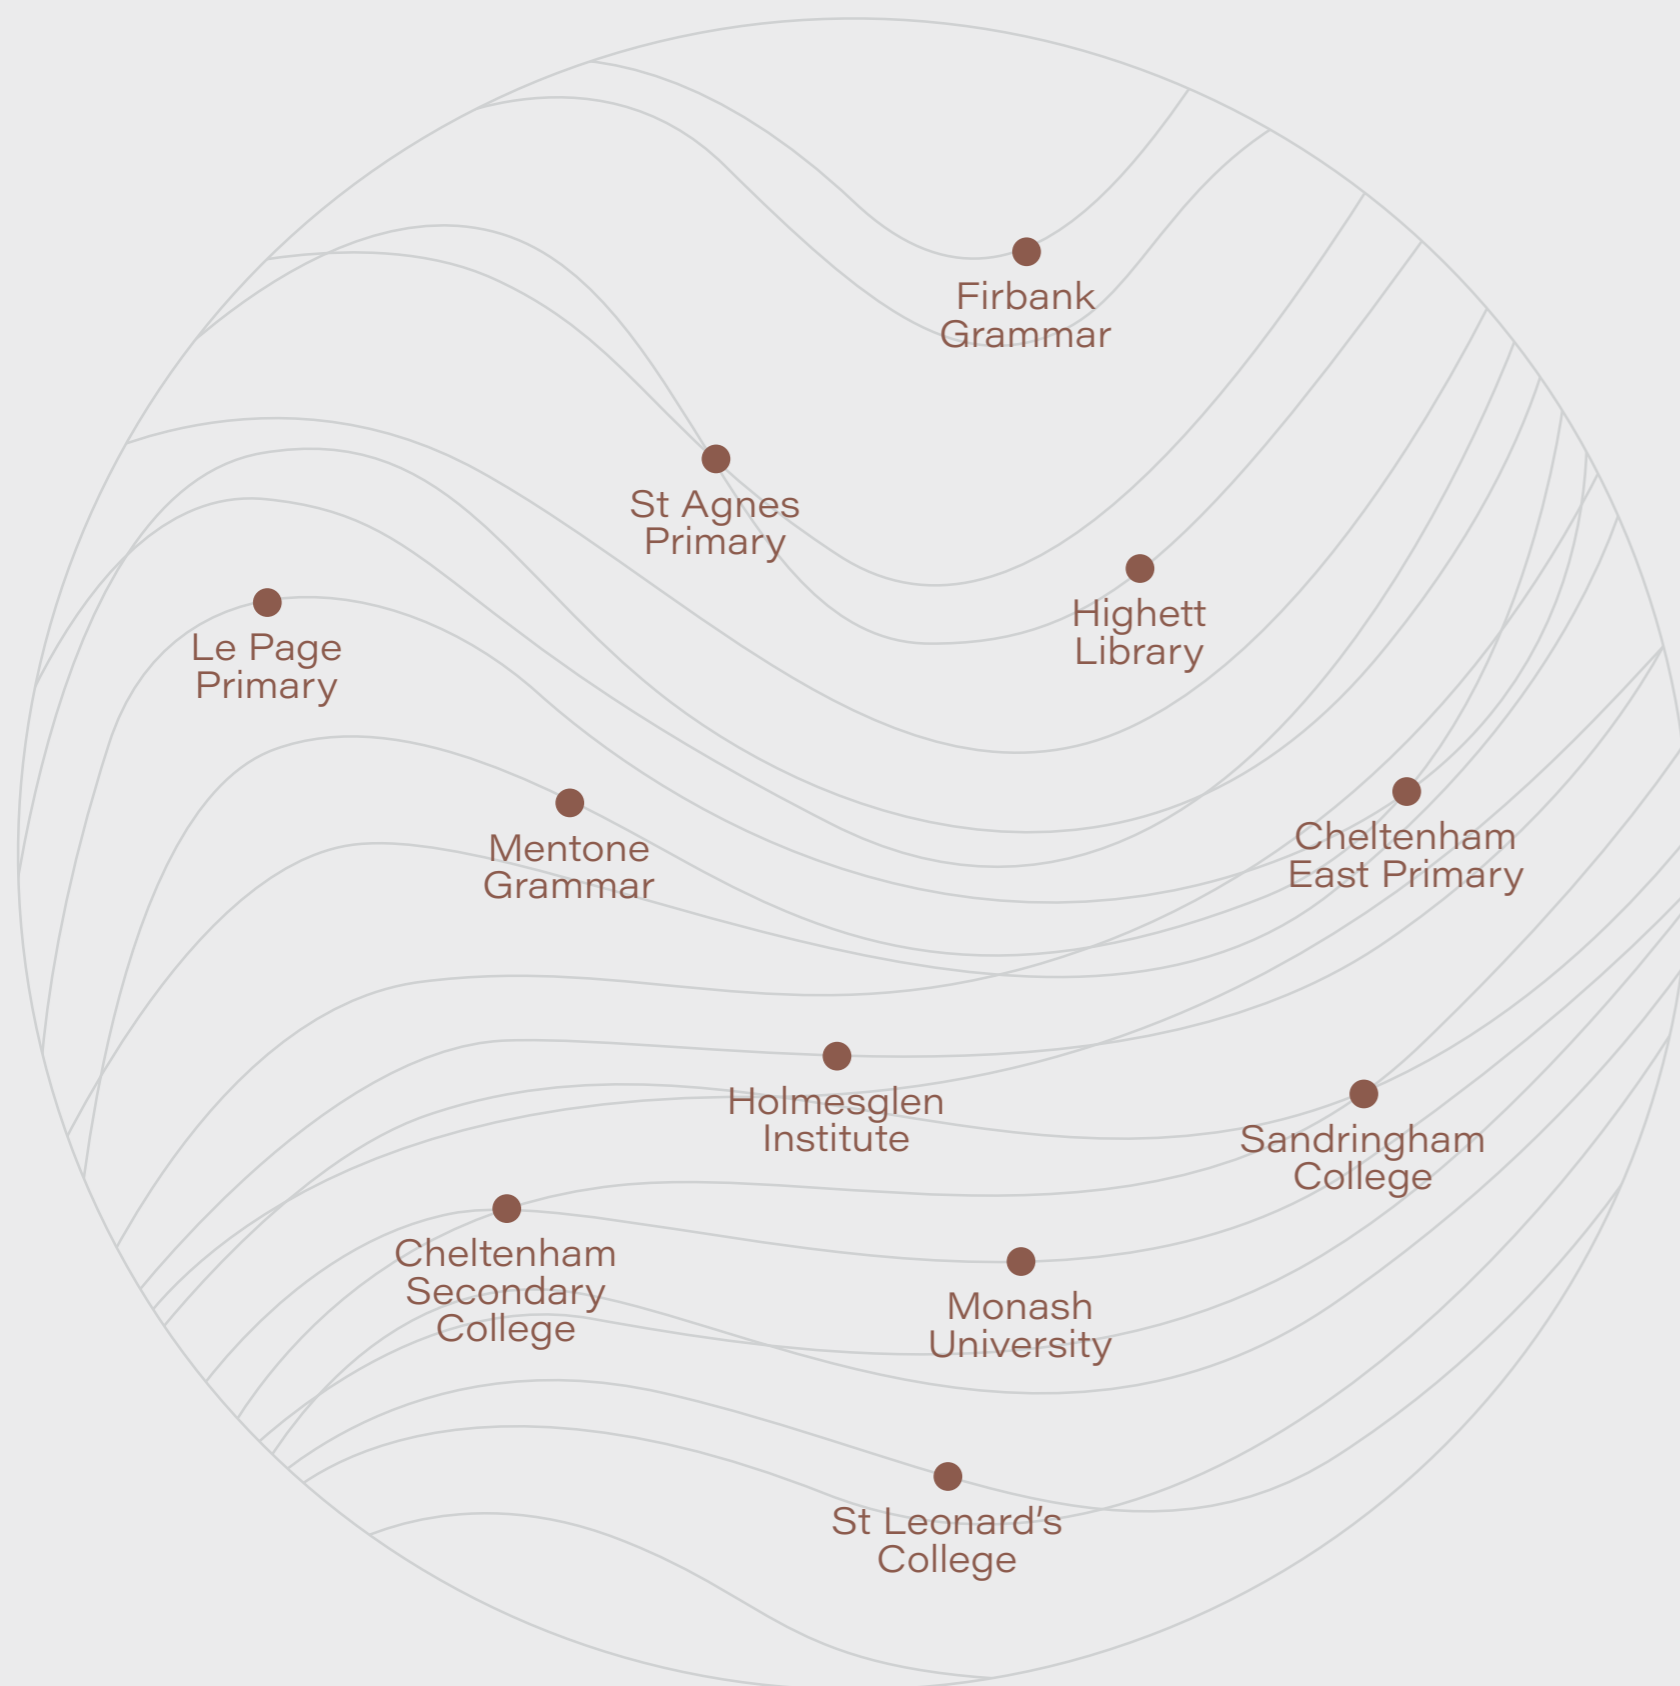 Firbank
Grammar
St Agnes
Primary
Highett
Library
Le Page
Primary
Mentone
Grammar
Cheltenham
East Primary
Holmesglen
Institute
Sandringham
College
Cheltenham
Secondary
College
Monash
University
St Leonard’s
College